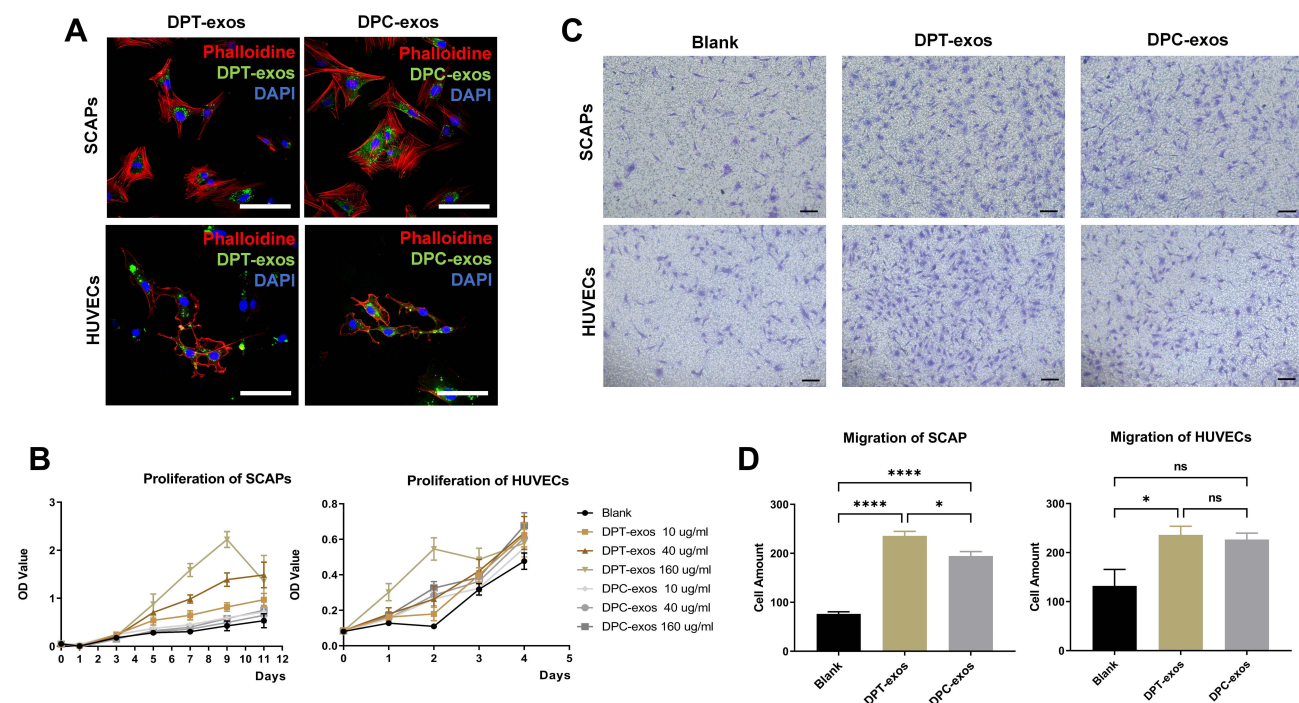 A
DPT-exos
DPC-exos
SCAPs
Phalloidine
DPT-exos
DAPI
Phalloidine
DPC-exos
DAPI
HUVECs
Phalloidine
DPT-exos
DAPI
Phalloidine
DPC-exos
DAPI
B
Proliferation of SCAPs
OD Value
3
2
1
0
0 1 3 4 5 6 7 8 9 10 11 12
Days
Proliferation of HUVECs
OD Value
0.8
0.6
0.4
0.2
0.0
0 1 2 3 4 5
Days
Blank
DPT-exos 10 ug/ml
DPT-exos 40 ug/ml
DPT-exos 160 ug/ml
DPC-exos 10 ug/ml
DPC-exos 40 ug/ml
DPC-exos 160 ug/ml
C
Blank
DPT-exos
DPC-exos
SCAPs
HUVECs
D
Migration of SCAP
Cell Amount
300
200
100
0
****
****
*
Blank
DPT-exos
DPC-exos
Migration of HUVECs
Cell Amount
300
200
100
0
ns
*
ns
Blank
DPT-exos
DPC-exos